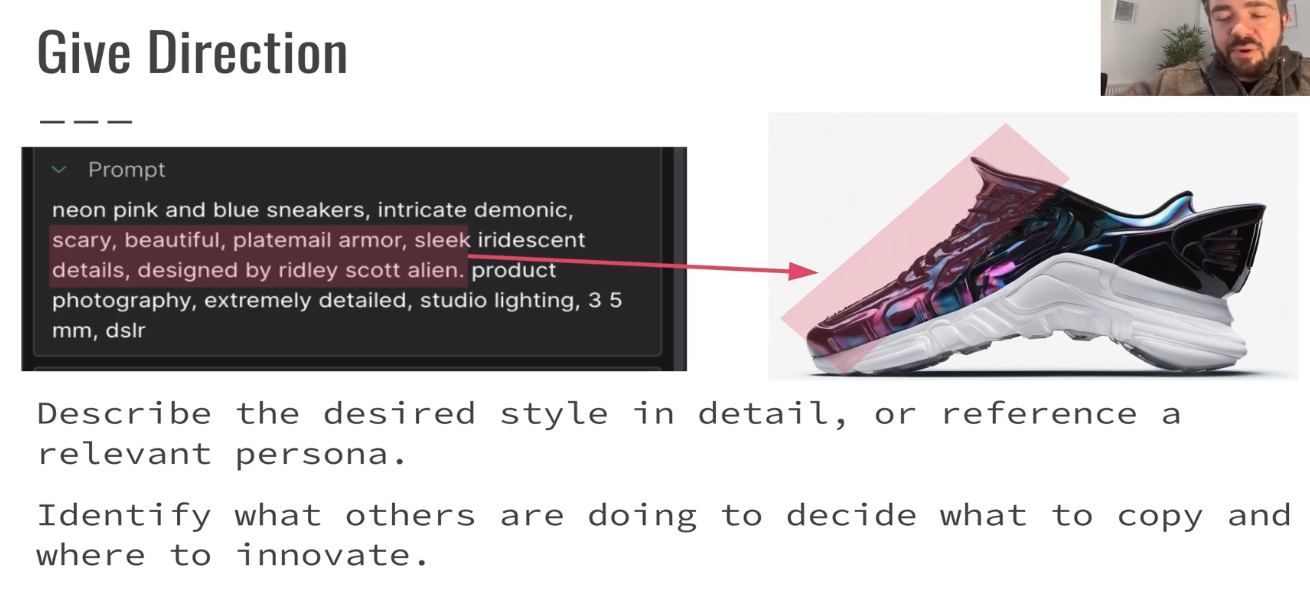 Give Direction
———
Prompt
neon pink and blue sneakers, intricate demonic,
scary, beautiful, platemail armor, sleek iridescent
details, designed by ridley scott alien. product
photography, extremely detailed, studio lighting, 3 5
mm, dslr
Describe the desired style in detail, or reference a
relevant persona.
Identify what others are doing to decide what to copy and
where to innovate.